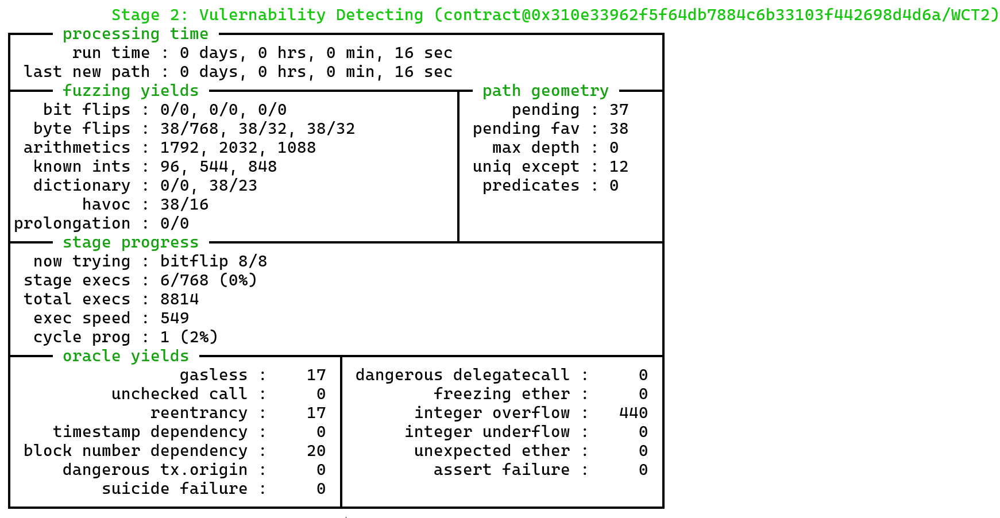 Stage 2: Vulernability Detecting (contract@0x310e33962f5f64db7884c6b33103f442698d4d6a/WCT2)
processing time
run time : 0 days, 0 hrs, 0 min, 16 sec
last new path : 0 days, 0 hrs, 0 min, 16 sec
fuzzing yields
bit flips : 0/0, 0/0, 0/0
byte flips : 38/768, 38/32, 38/32
arithmetics : 1792, 2032, 1088
known ints : 96, 544, 848
dictionary : 0/0, 38/23
havoc : 38/16
prolongation : 0/0
path geometry
pending : 37
pending fav : 38
max depth : 0
uniq except : 12
predicates : 0
stage progress
now trying : bitflip 8/8
stage execs : 6/768 (0%)
total execs : 8814
exec speed : 549
cycle prog : 1 (2%)
oracle yields
gasless : 17
unchecked call : 0
reentrancy : 17
timestamp dependency : 0
block number dependency : 20
dangerous tx.origin : 0
suicide failure : 0
dangerous delegatecall : 0
freezing ether : 0
integer overflow : 440
integer underflow : 0
unexpected ether : 0
assert failure : 0